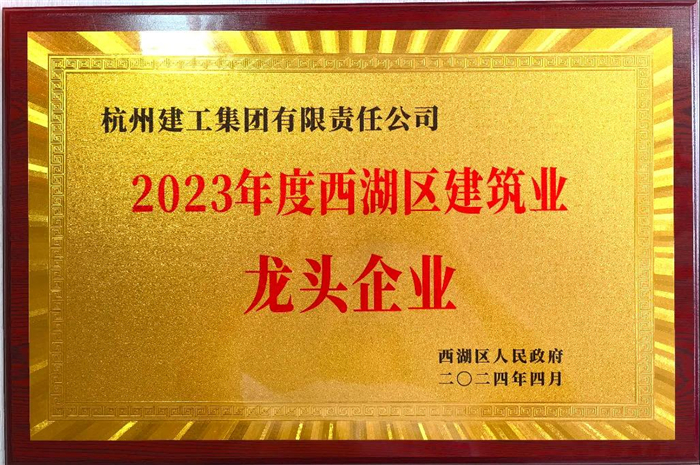 杭州建工集团有限责任公司
2023年度西湖区建筑业
龙头企业
西湖区人民政府
二〇二四年四月